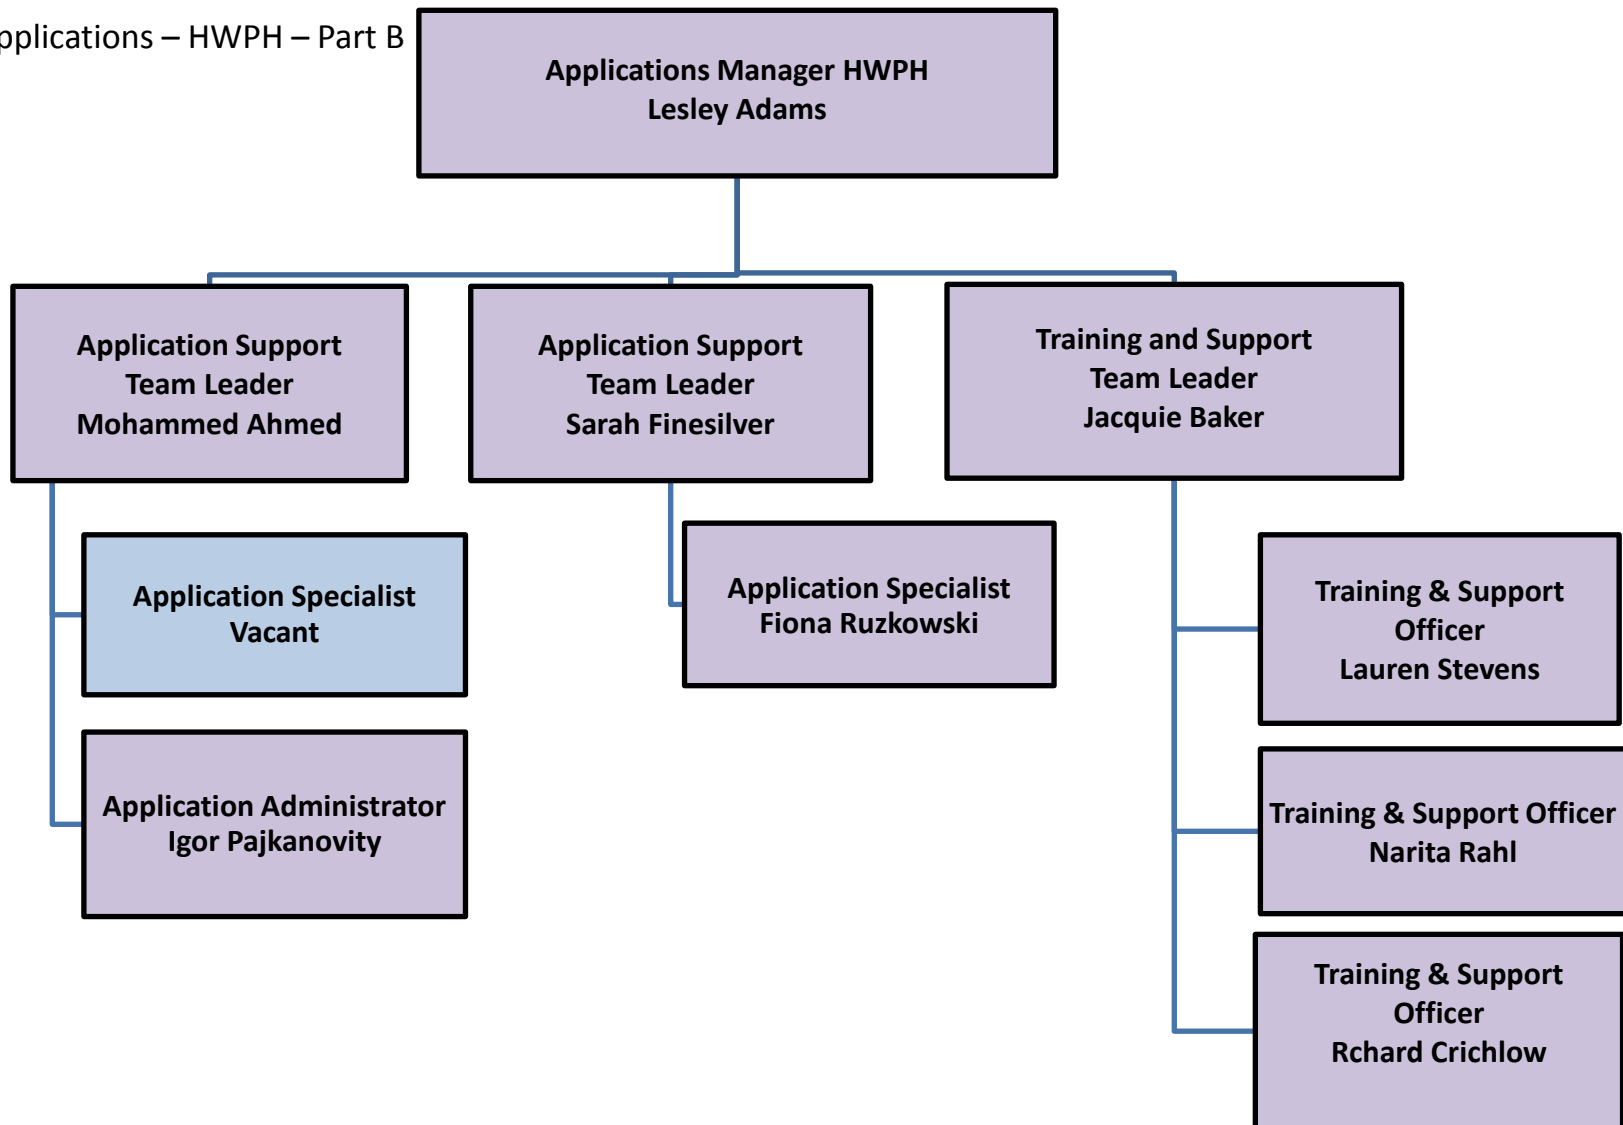 pplications – HWPH – Part B
Applications Manager HWPH
Lesley Adams
Application Support
Team Leader
Mohammed Ahmed
Application Support
Team Leader
Sarah Finesilver
Training and Support
Team Leader
Jacquie Baker
Application Specialist
Vacant
Application Specialist
Fiona Ruzkowski
Training & Support
Officer
Lauren Stevens
Application Administrator
Igor Pajkanovity
Training & Support Officer
Narita Rahl
Training & Support
Officer
Rchard Crichlow